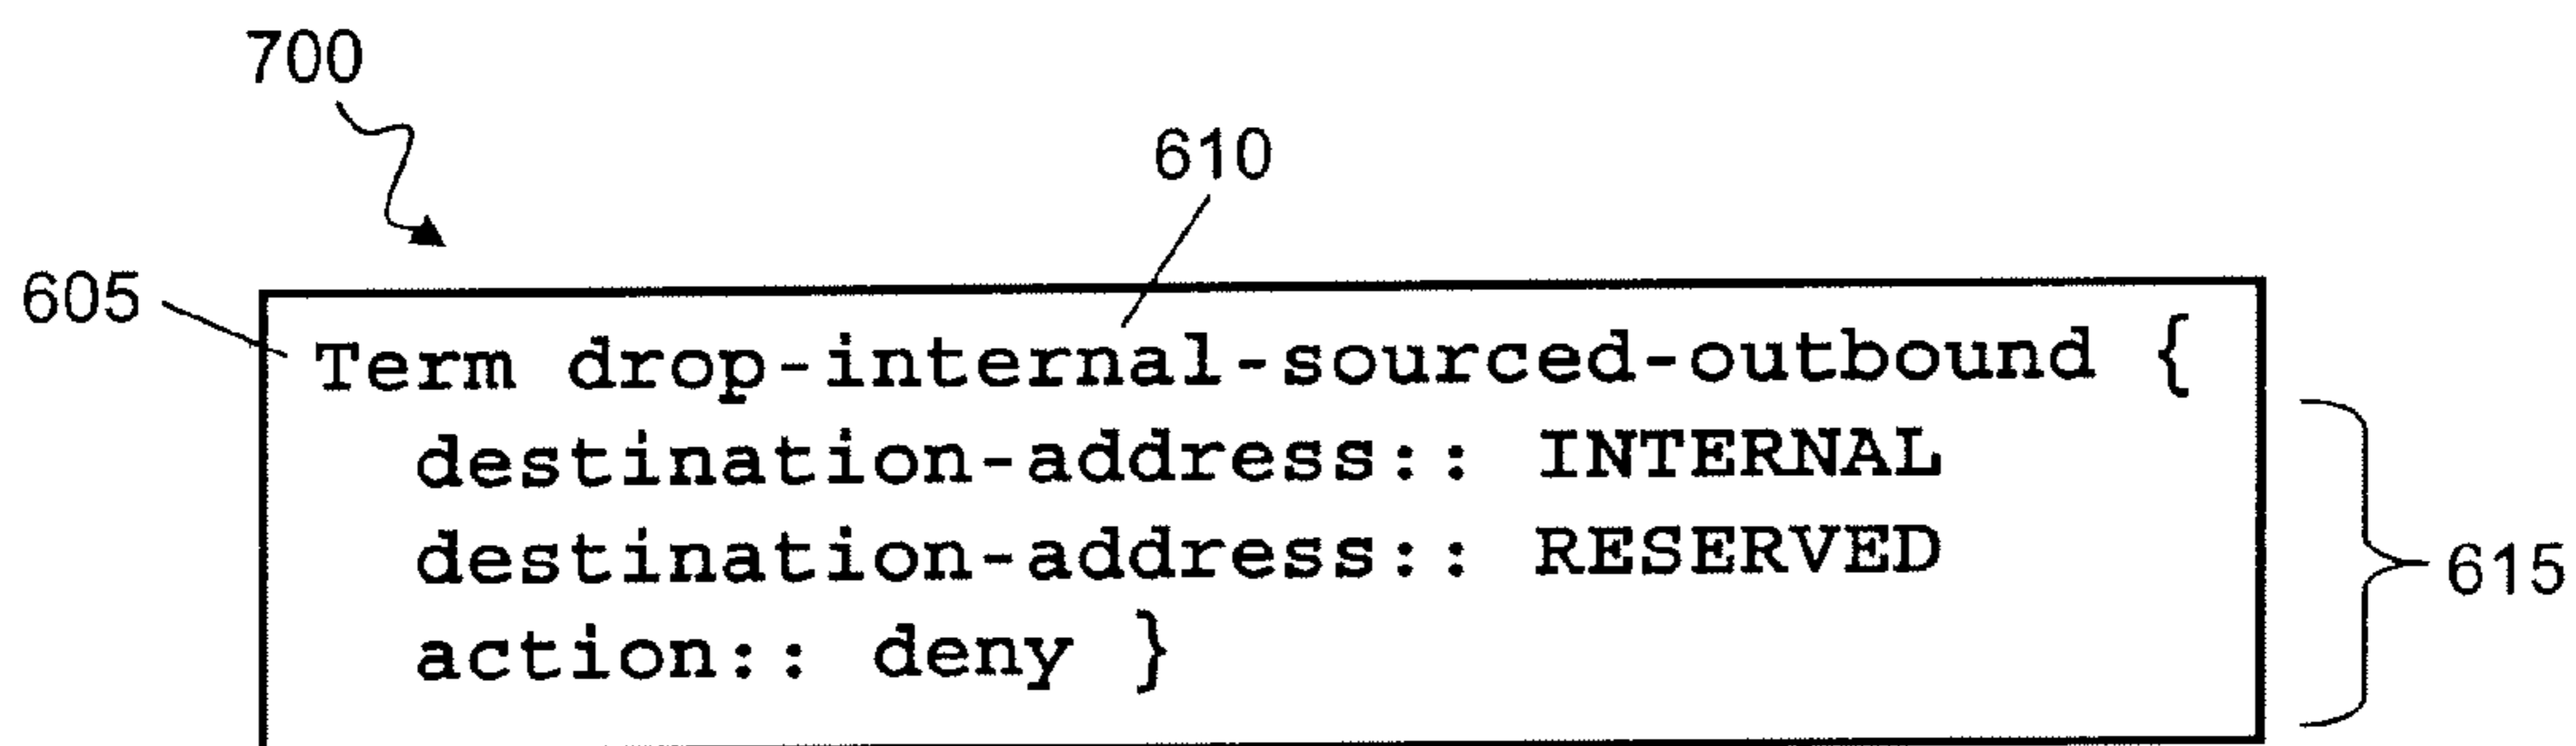 700
610
605
Term drop-internal-sourced-outbound {
destination-address:: INTERNAL
destination-address:: RESERVED
action:: deny }
615